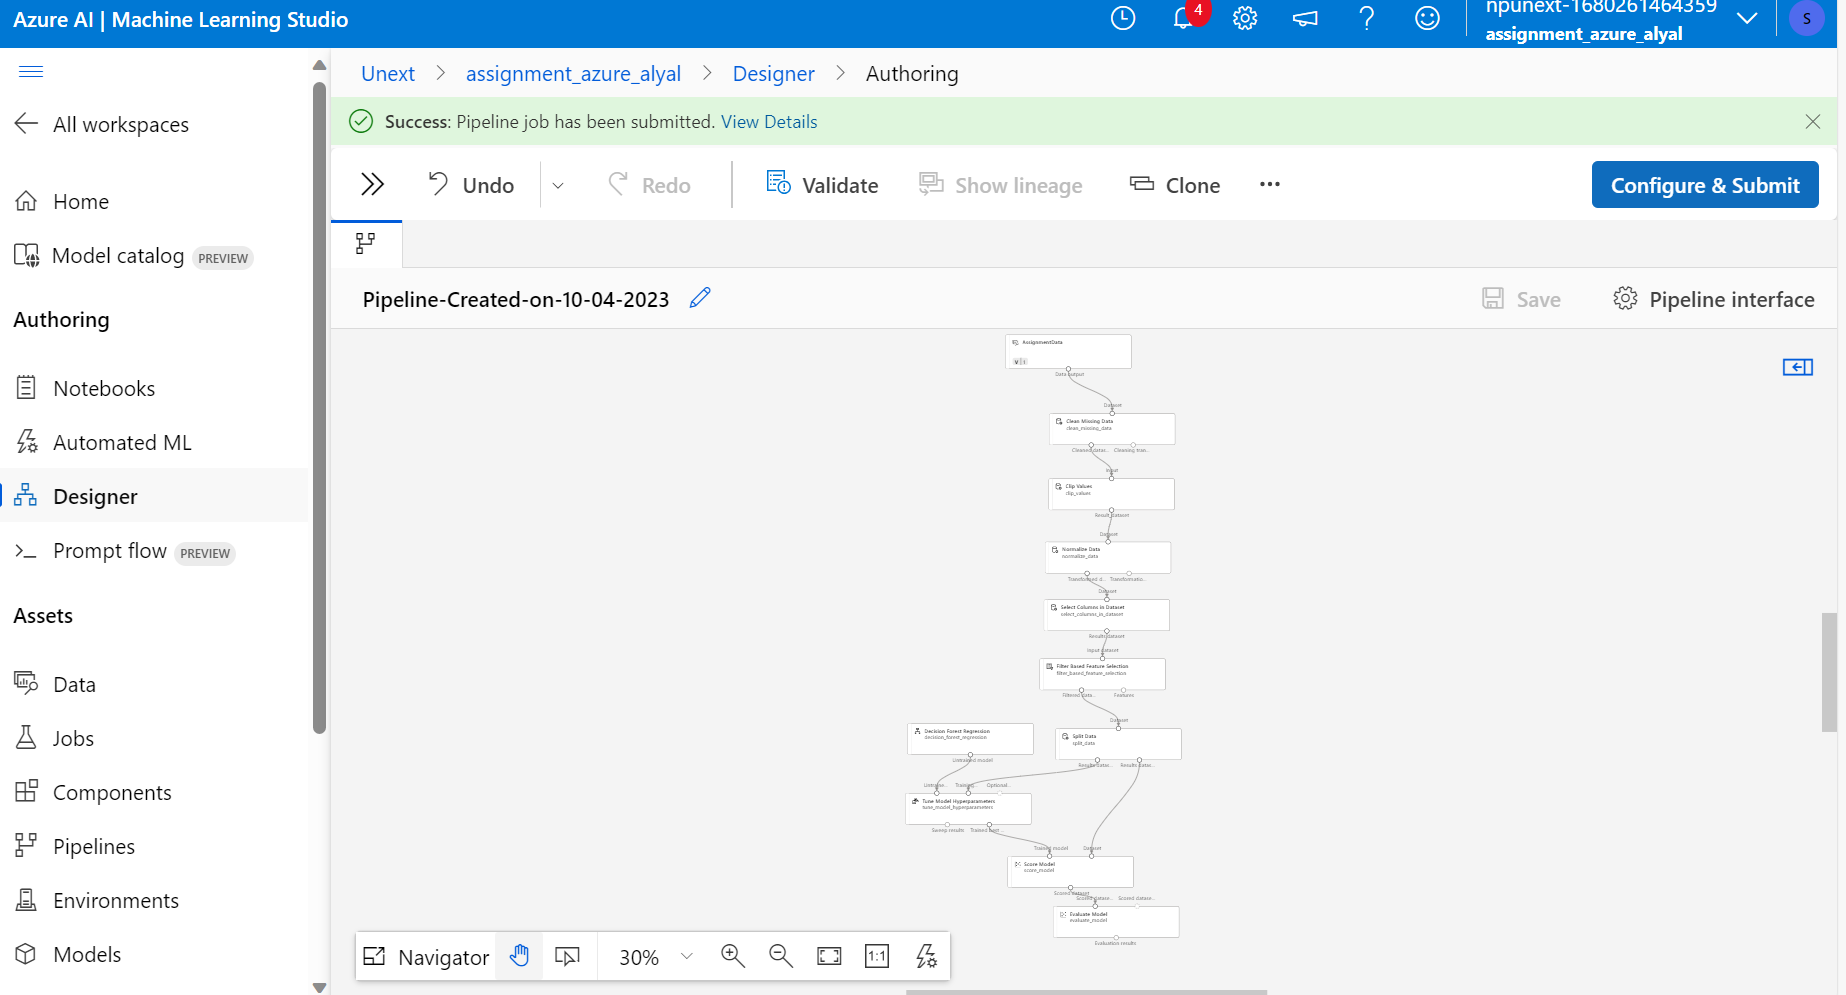 Azure AI | Machine Learning Studio
4
npunext-1680261464359
assignment_azure_alyal
S
All workspaces
Home
Model catalog PREVIEW
Authoring
Notebooks
Automated ML
Designer
Prompt flow PREVIEW
Assets
Data
Jobs
Components
Pipelines
Environments
Models
Unext > assignment_azure_alyal > Designer > Authoring
Success: Pipeline job has been submitted. View Details
Undo
Redo
Validate
Show lineage
Clone
...
Configure & Submit
Pipeline-Created-on-10-04-2023
Save
Pipeline interface
AssignmentData
Data output
Dataset
Clean Missing Data
clean_missing_data
Cleaned datas... Cleaning tran...
Input
Clip Values
clip_values
Result dataset
Dataset
Normalize Data
normalize_data
Transformed d... Transformatio...
Dataset
Select Columns in Dataset
select_columns_in_dataset
Results dataset
Input dataset
Filter Based Feature Selection
filter_based_feature_selection
Filtered data... Features
Dataset
Decision Forest Regression
decision_forest_regression
Untrained model
Split Data
split_data
Results datas... Results datas...
Untraine... Training... Optional...
Tune Model Hyperparameters
tune_model_hyperparameters
Sweep results Trained best ...
Trained model Dataset
Score Model
score_model
Scored dataset
Scored datase... Scored datase...
Evaluate Model
evaluate_model
Evaluation results
Navigator
30%
1:1